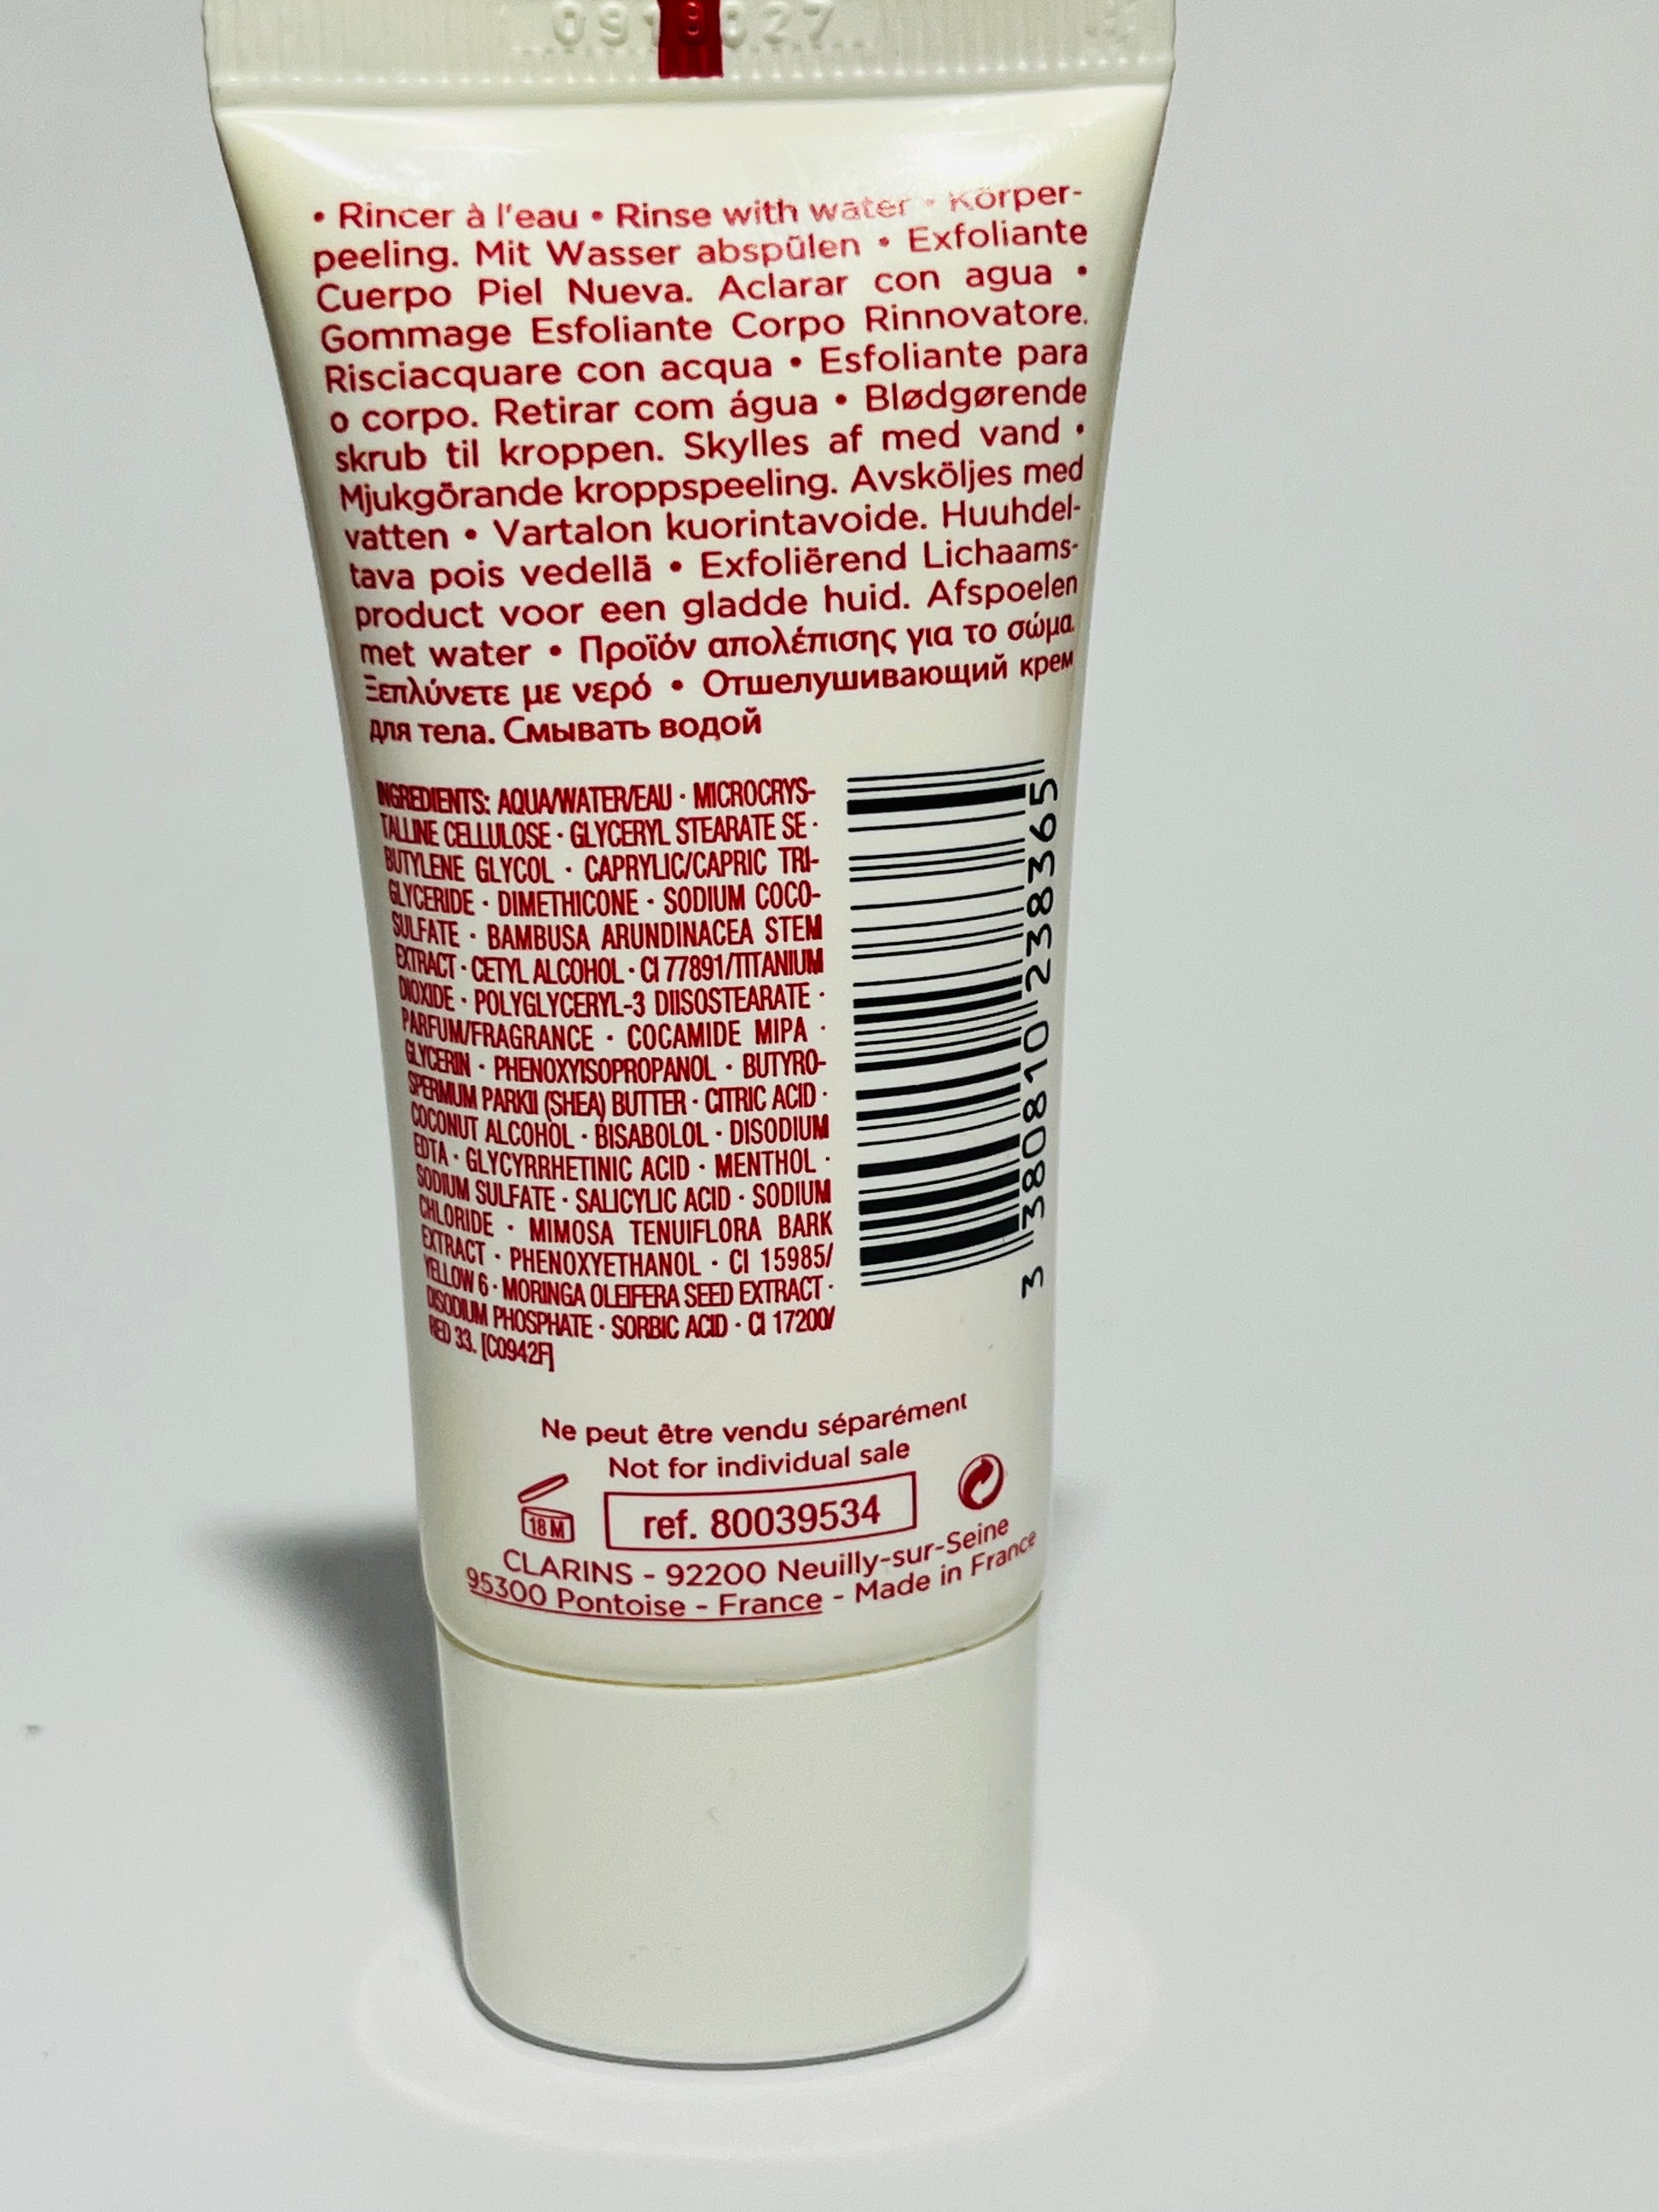 0918027
• Rincer à l'eau • Rinse with water • Körper-
peeling. Mit Wasser abspülen • Exfoliante
Cuerpo Piel Nueva. Aclarar con agua •
Gommage Esfoliante Corpo Rinnovatore.
Risciacquare con acqua • Esfoliante para
o corpo. Retirar com água • Blødgørende
skrub til kroppen. Skylles af med vand •
Mjukgörande kroppspeeling. Avsköljes med
vatten • Vartalon kuorintavoide. Huuhdel-
tava pois vedellä • Exfoliërend Lichaams-
product voor een gladde huid. Afspoelen
met water • Προϊόν απολέπισης για το σώμα.
Ξεπλύνετε με νερό • Отшелушивающий крем
для тела. Смывать водой
INGREDIENTS: AQUA/WATER/EAU · MICROCRYS-
TALLINE CELLULOSE · GLYCERYL STEARATE SE ·
BUTYLENE GLYCOL · CAPRYLIC/CAPRIC TRI-
GLYCERIDE · DIMETHICONE · SODIUM COCO-
SULFATE · BAMBUSA ARUNDINACEA STEM
EXTRACT · CETYL ALCOHOL · CI 77891/TITANIUM
DIOXIDE · POLYGLYCERYL-3 DIISOSTEARATE ·
PARFUM/FRAGRANCE · COCAMIDE MIPA ·
GLYCERIN · PHENOXYISOPROPANOL · BUTYRO-
SPERMUM PARKII (SHEA) BUTTER · CITRIC ACID ·
COCONUT ALCOHOL · BISABOLOL · DISODIUM
EDTA · GLYCYRRHETINIC ACID · MENTHOL ·
SODIUM SULFATE · SALICYLIC ACID · SODIUM
CHLORIDE · MIMOSA TENUIFLORA BARK
EXTRACT · PHENOXYETHANOL · CI 15985/
YELLOW 6 · MORINGA OLEIFERA SEED EXTRACT ·
DISODIUM PHOSPHATE · SORBIC ACID · CI 17200/
RED 33. [C0942F]
3 380810 238365
Ne peut être vendu séparément
Not for individual sale
18 M
ref. 80039534
CLARINS - 92200 Neuilly-sur-Seine
95300 Pontoise - France - Made in France